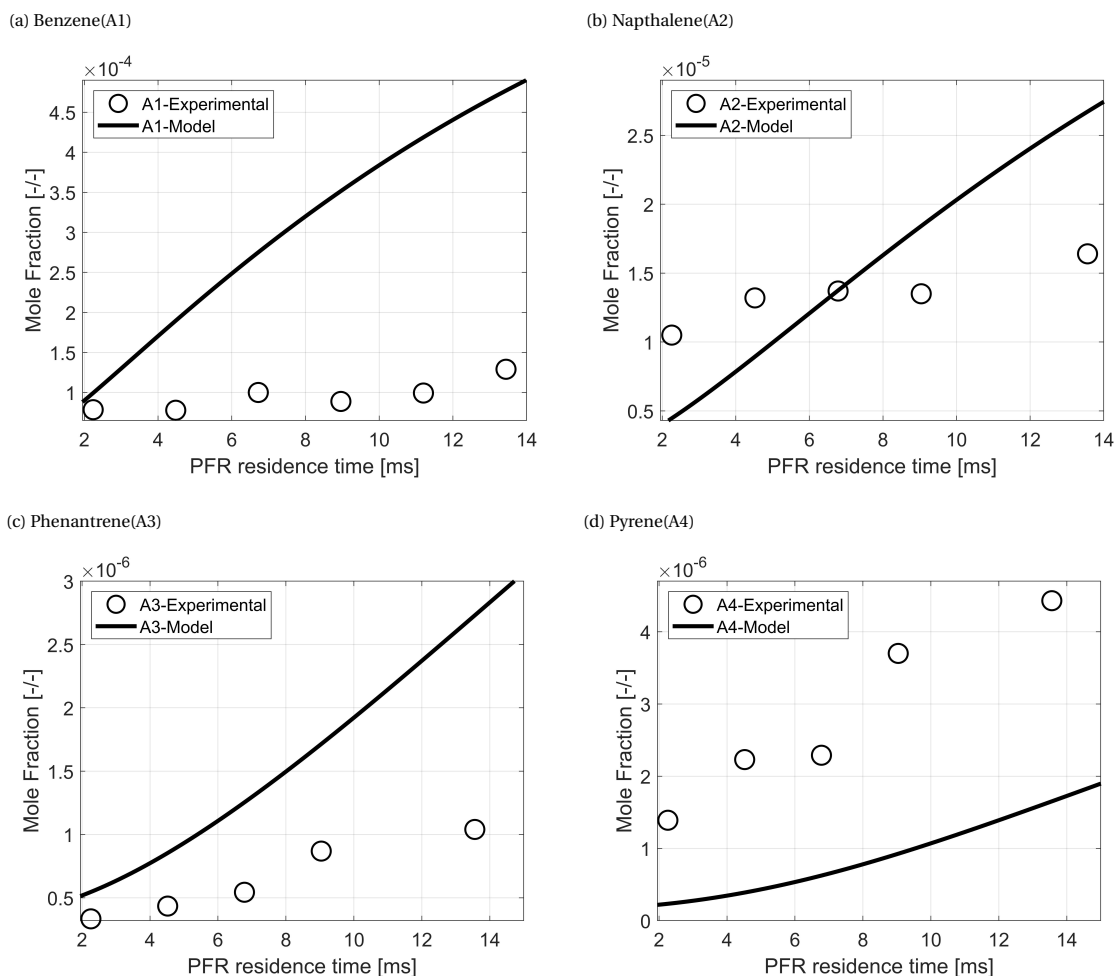 (a) Benzene(A1)
×10-4
A1-Experimental
A1-Model
4.5
4
3.5
3
2.5
2
1.5
1
Mole Fraction [-/-]
2 4 6 8 10 12 14
PFR residence time [ms]
(b) Napthalene(A2)
×10-5
A2-Experimental
A2-Model
2.5
2
1.5
1
0.5
Mole Fraction [-/-]
2 4 6 8 10 12 14
PFR residence time [ms]
(c) Phenantrene(A3)
×10-6
A3-Experimental
A3-Model
3
2.5
2
1.5
1
0.5
Mole Fraction [-/-]
2 4 6 8 10 12 14
PFR residence time [ms]
(d) Pyrene(A4)
×10-6
A4-Experimental
A4-Model
4
3
2
1
0
Mole Fraction [-/-]
2 4 6 8 10 12 14
PFR residence time [ms]